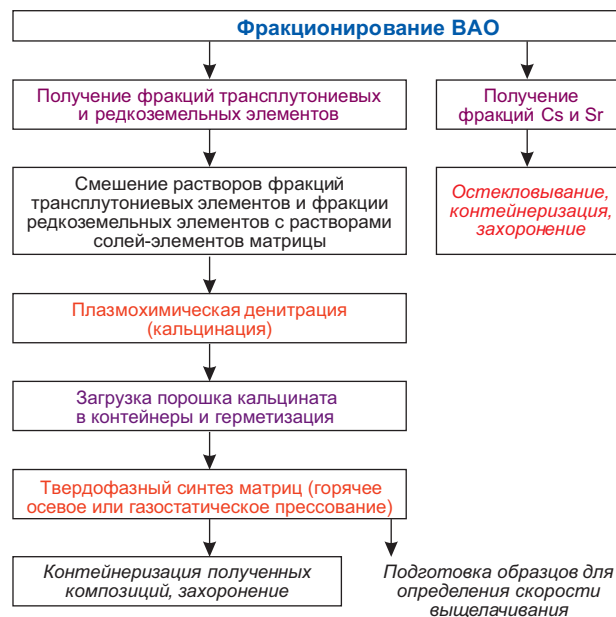 Фракционирование ВАО
Получение фракций трансплутониевых
и редкоземельных элементов
Получение
фракций Cs и Sr
Смешение растворов фракций
трансплутониевых элементов и фракции
редкоземельных элементов с растворами
солей-элементов матрицы
Остекловывание,
контейнеризация,
захоронение
Плазмохимическая денитрация
(кальцинация)
Загрузка порошка кальцината
в контейнеры и герметизация
Твердофазный синтез матриц (горячее
осевое или газостатическое прессование)
Контейнеризация полученных
композиций, захоронение
Подготовка образцов для
определения скорости
выщелачивания